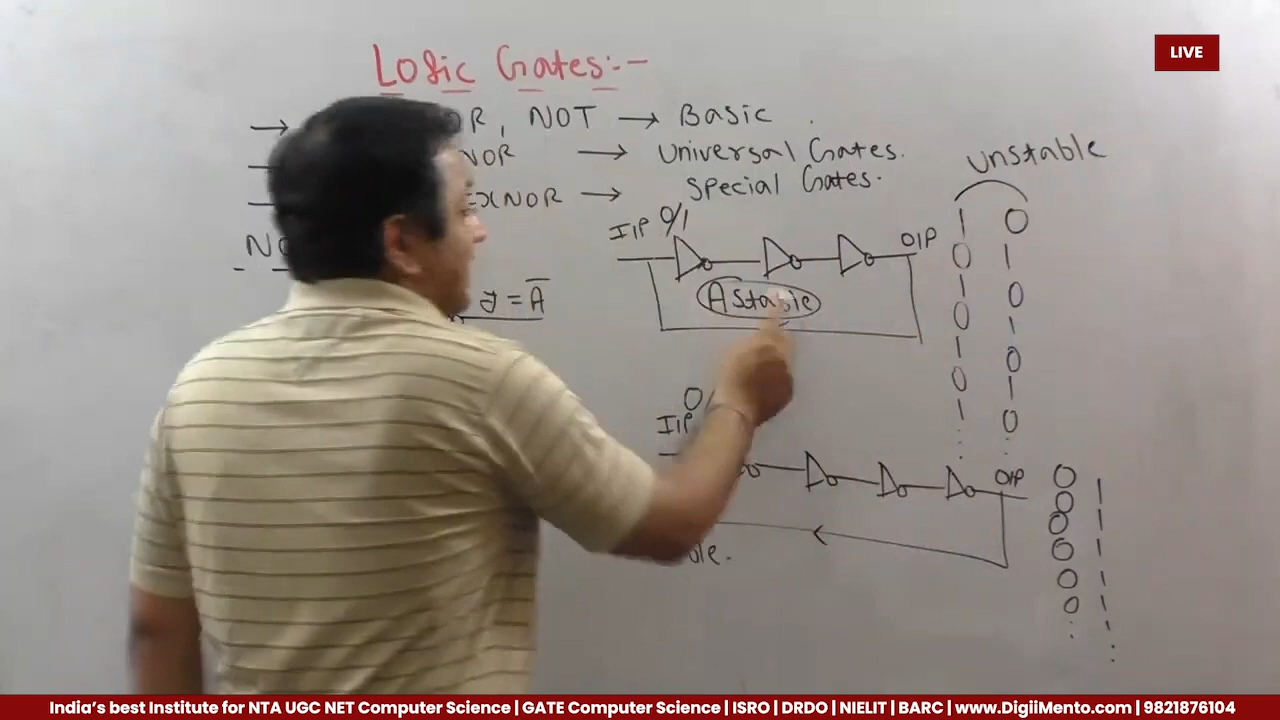 LIVE
Logic Gates:-
→ OR, NOT → Basic .
NOR → Universal Gates.
EXNOR → Special Gates.
unstable
I/P 0/1 O/P
1 0
0 1
1 0
0 1
1 0
0 1
1 0
y = A̅
Astable
0
I/P
O/P
0 1
0 1
0 1
0 1
0 1
0 1
India's best Institute for NTA UGC NET Computer Science | GATE Computer Science | ISRO | DRDO | NIELIT | BARC | www.DigiiMento.com | 9821876104